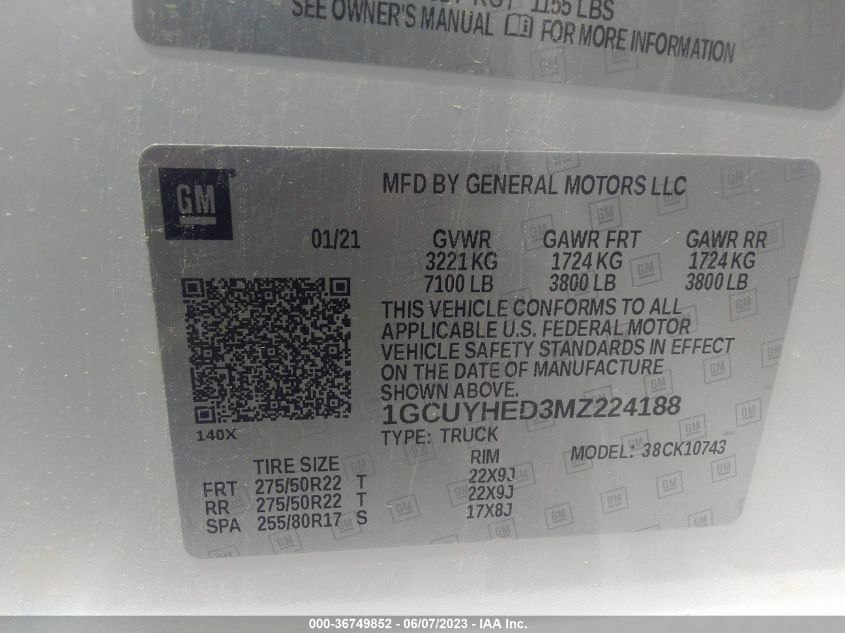 1155 LBS
SEE OWNER'S MANUAL FOR MORE INFORMATION
GM
MFD BY GENERAL MOTORS LLC
01/21 GVWR GAWR FRT GAWR RR
3221 KG 1724 KG 1724 KG
7100 LB 3800 LB 3800 LB
THIS VEHICLE CONFORMS TO ALL
APPLICABLE U.S. FEDERAL MOTOR
VEHICLE SAFETY STANDARDS IN EFFECT
ON THE DATE OF MANUFACTURE
SHOWN ABOVE.
1GCUYHED3MZ224188
140X
TYPE: TRUCK
MODEL: 38CK10743
TIRE SIZE RIM
FRT 275/50R22 T 22X9J
RR 275/50R22 T 22X9J
SPA 255/80R17 S 17X8J
000-36749852 - 06/07/2023 - IAA Inc.